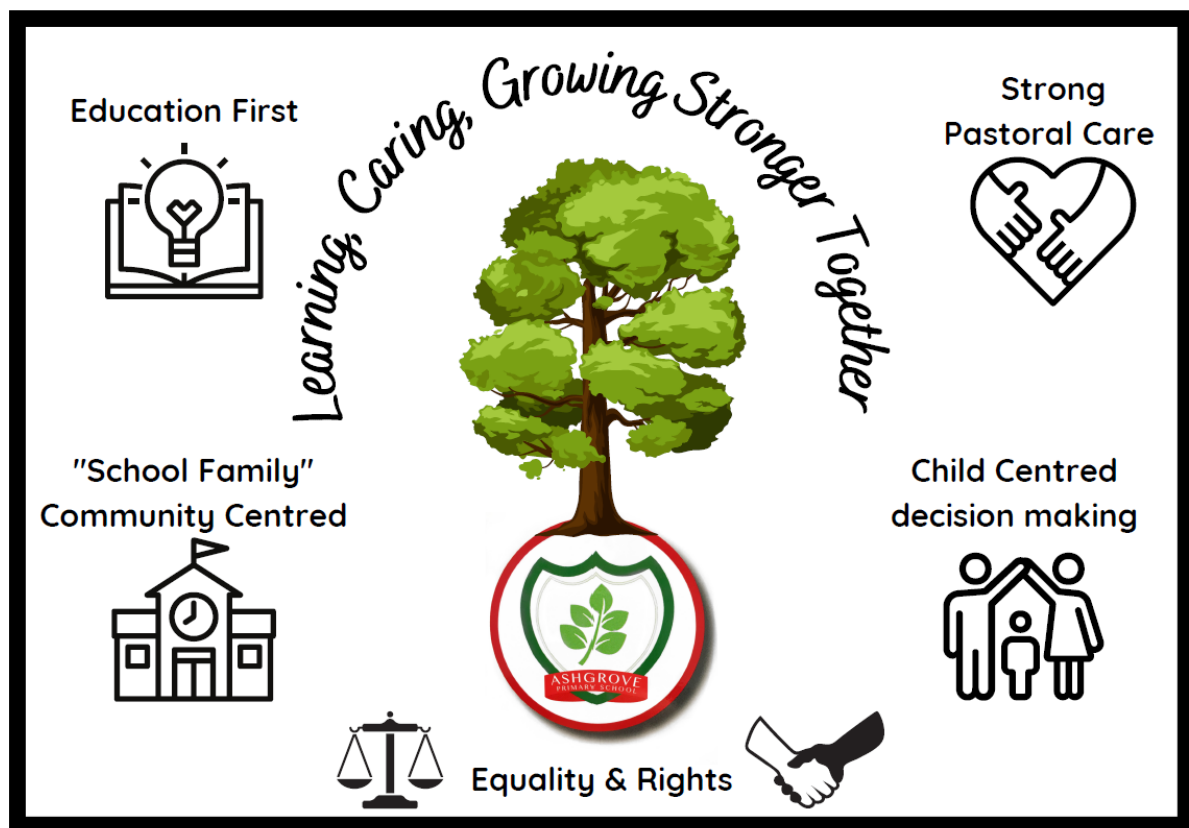 Learning, Caring, Growing Stronger Together
Education First
Strong
Pastoral Care
"School Family"
Community Centred
Child Centred
decision making
ASHGROVE
PRIMARY SCHOOL
Equality & Rights